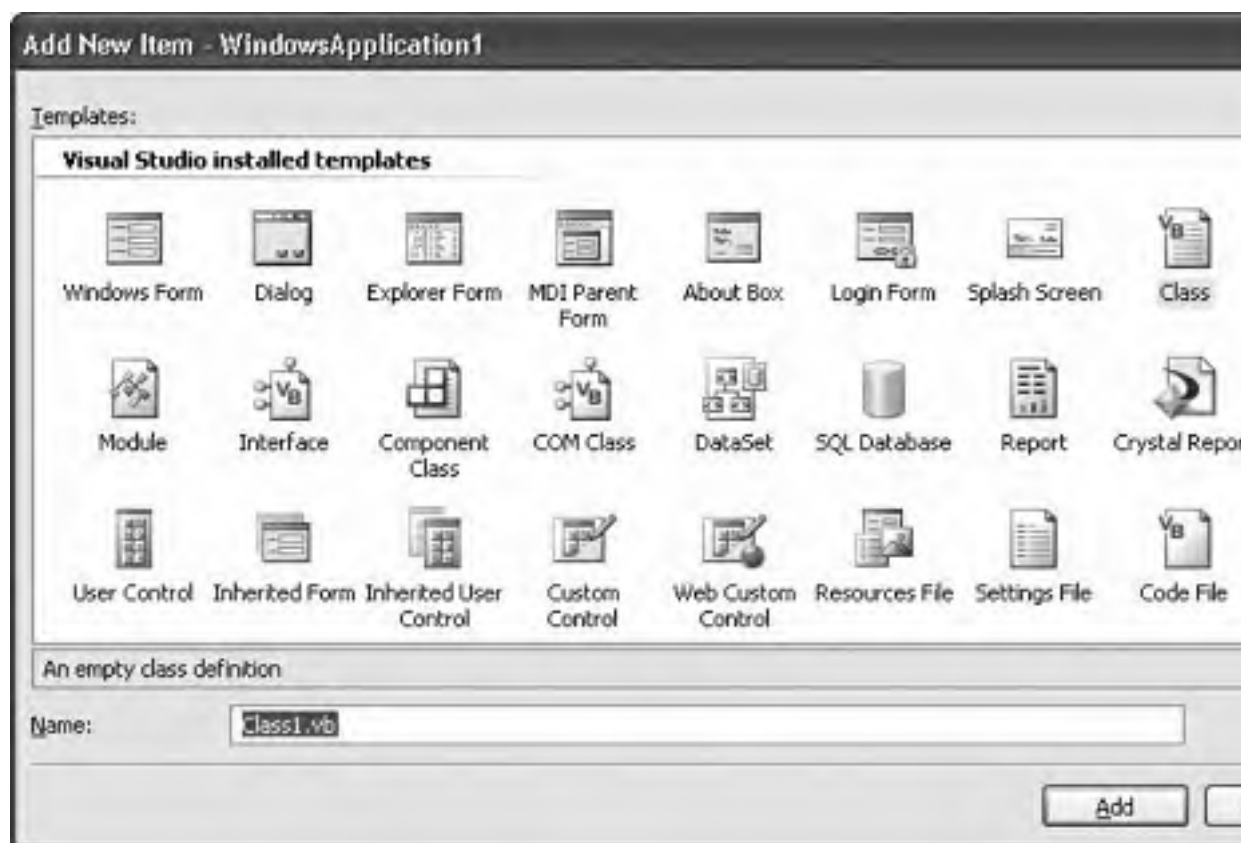 Add New Item - WindowsApplication1
Templates:
Visual Studio installed templates
Windows Form
Dialog
Explorer Form
MDI Parent
Form
About Box
Login Form
Splash Screen
Class
Module
Interface
Component
Class
COM Class
DataSet
SQL Database
Report
Crystal Repor
User Control
Inherited Form
Inherited User
Control
Custom
Control
Web Custom
Control
Resources File
Settings File
Code File
An empty class definition
Name:
Class1.vb
Add